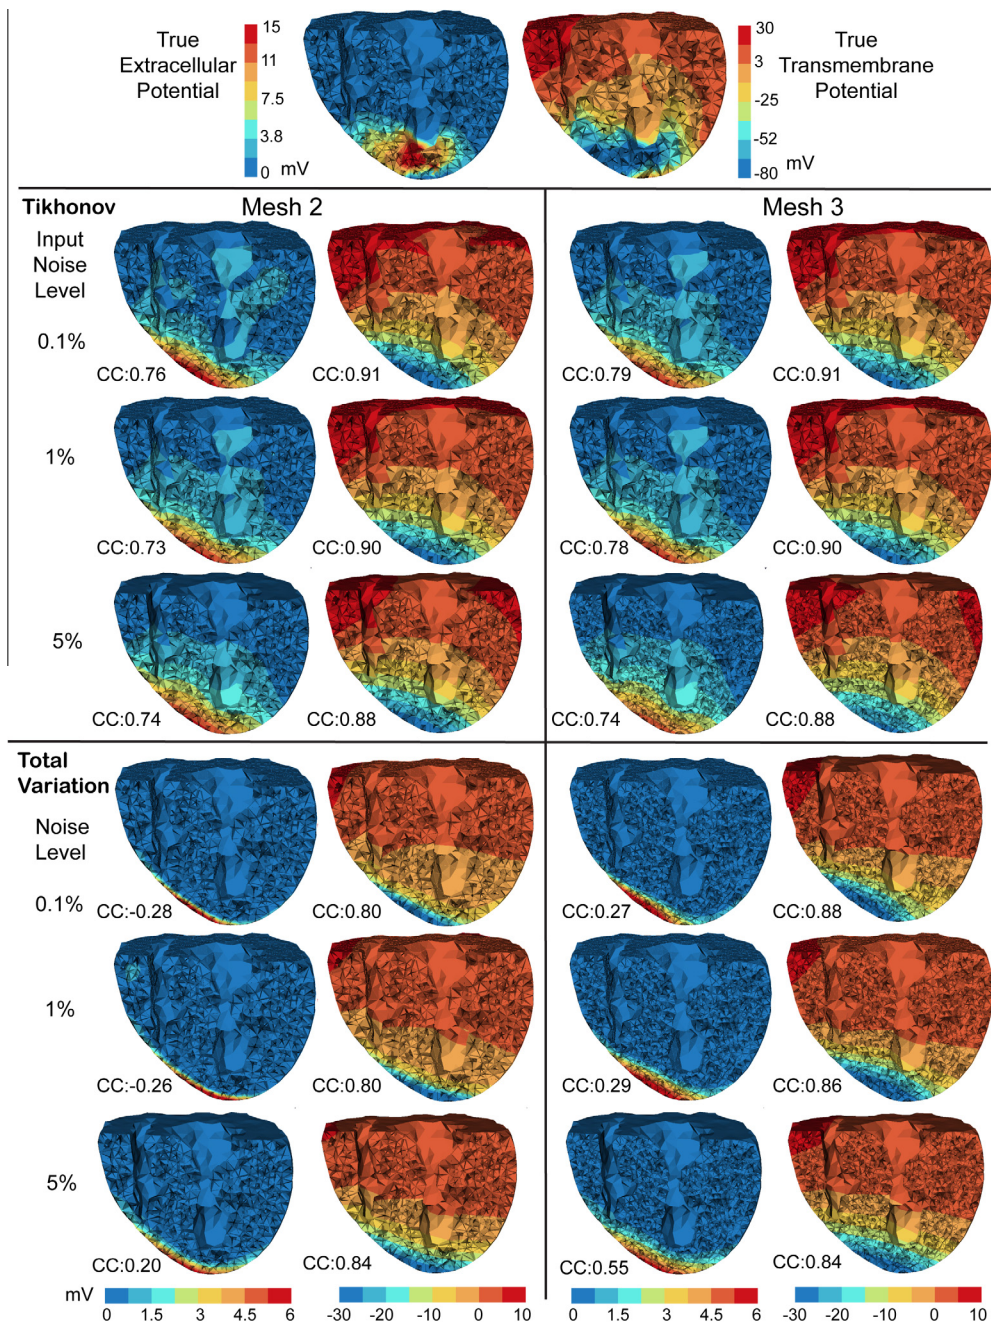 True
Extracellular
Potential
15
11
7.5
3.8
0 mV
30
3
-25
-52
-80 mV
True
Transmembrane
Potential
Tikhonov
Mesh 2
Mesh 3
Input
Noise
Level
0.1%
CC:0.76
CC:0.91
CC:0.79
CC:0.91
1%
CC:0.73
CC:0.90
CC:0.78
CC:0.90
5%
CC:0.74
CC:0.88
CC:0.74
CC:0.88
Total
Variation
Noise
Level
0.1%
CC:-0.28
CC:0.80
CC:0.27
CC:0.88
1%
CC:-0.26
CC:0.80
CC:0.29
CC:0.86
5%
CC:0.20
CC:0.84
CC:0.55
CC:0.84
mV
0 1.5 3 4.5 6
-30 -20 -10 0 10
0 1.5 3 4.5 6
-30 -20 -10 0 10